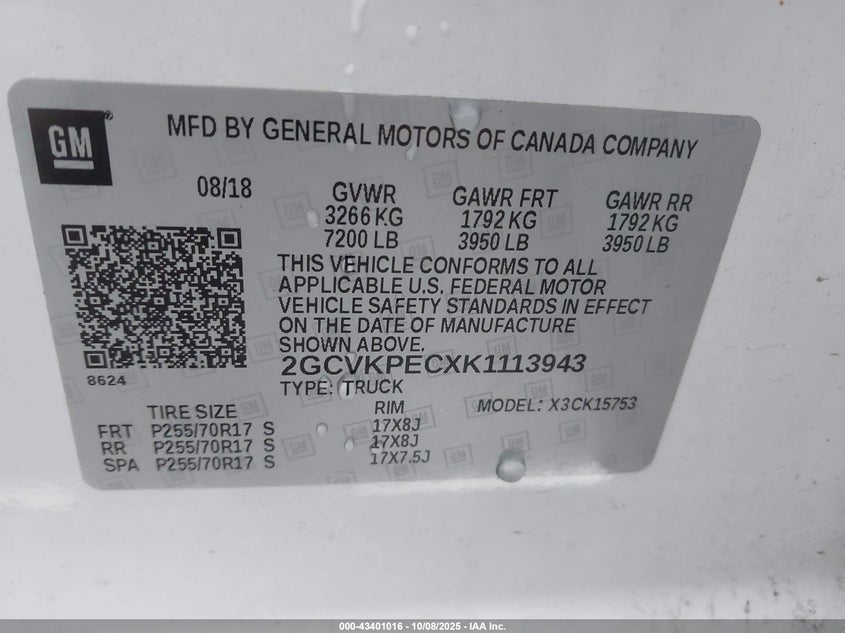 GM
MFD BY GENERAL MOTORS OF CANADA COMPANY
08/18 GVWR GAWR FRT GAWR RR
3266 KG 1792 KG 1792 KG
7200 LB 3950 LB 3950 LB
THIS VEHICLE CONFORMS TO ALL
APPLICABLE U.S. FEDERAL MOTOR
VEHICLE SAFETY STANDARDS IN EFFECT
ON THE DATE OF MANUFACTURE
SHOWN ABOVE.
2GCVKPECXK1113943
8624
TYPE: TRUCK
TIRE SIZE RIM MODEL: X3CK15753
FRT P255/70R17 S 17X8J
RR P255/70R17 S 17X8J
SPA P255/70R17 S 17X7.5J
000-43401016 - 10/08/2025 - IAA Inc.